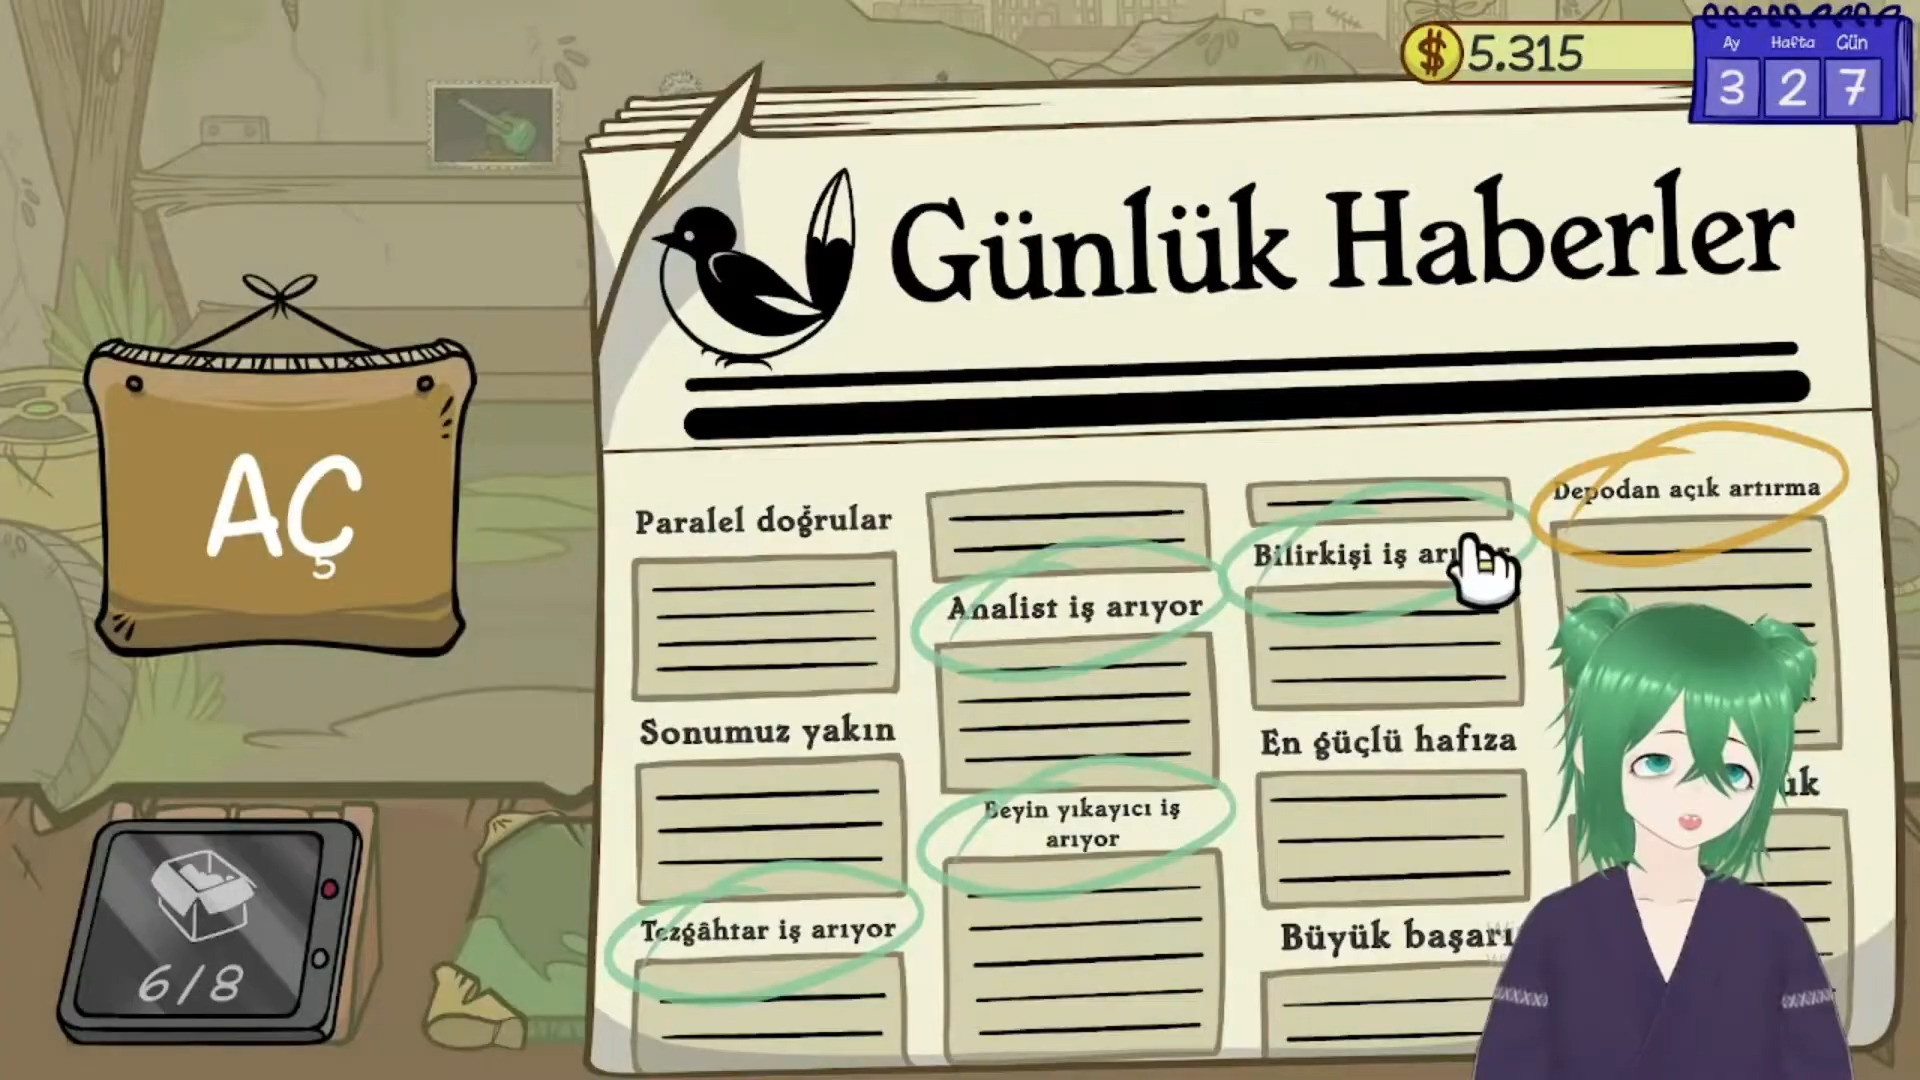 $ 5.315
Ay Hafta Gün
3 2 7
Günlük Haberler
AÇ
6/8
Paralel doğrular
Sonumuz yakın
Tezgâhtar iş arıyor
Analist iş arıyor
Beyin yıkayıcı iş
arıyor
Bilirkişi iş
En güçlü hafıza
Büyük başarı
Depodan açık artırma